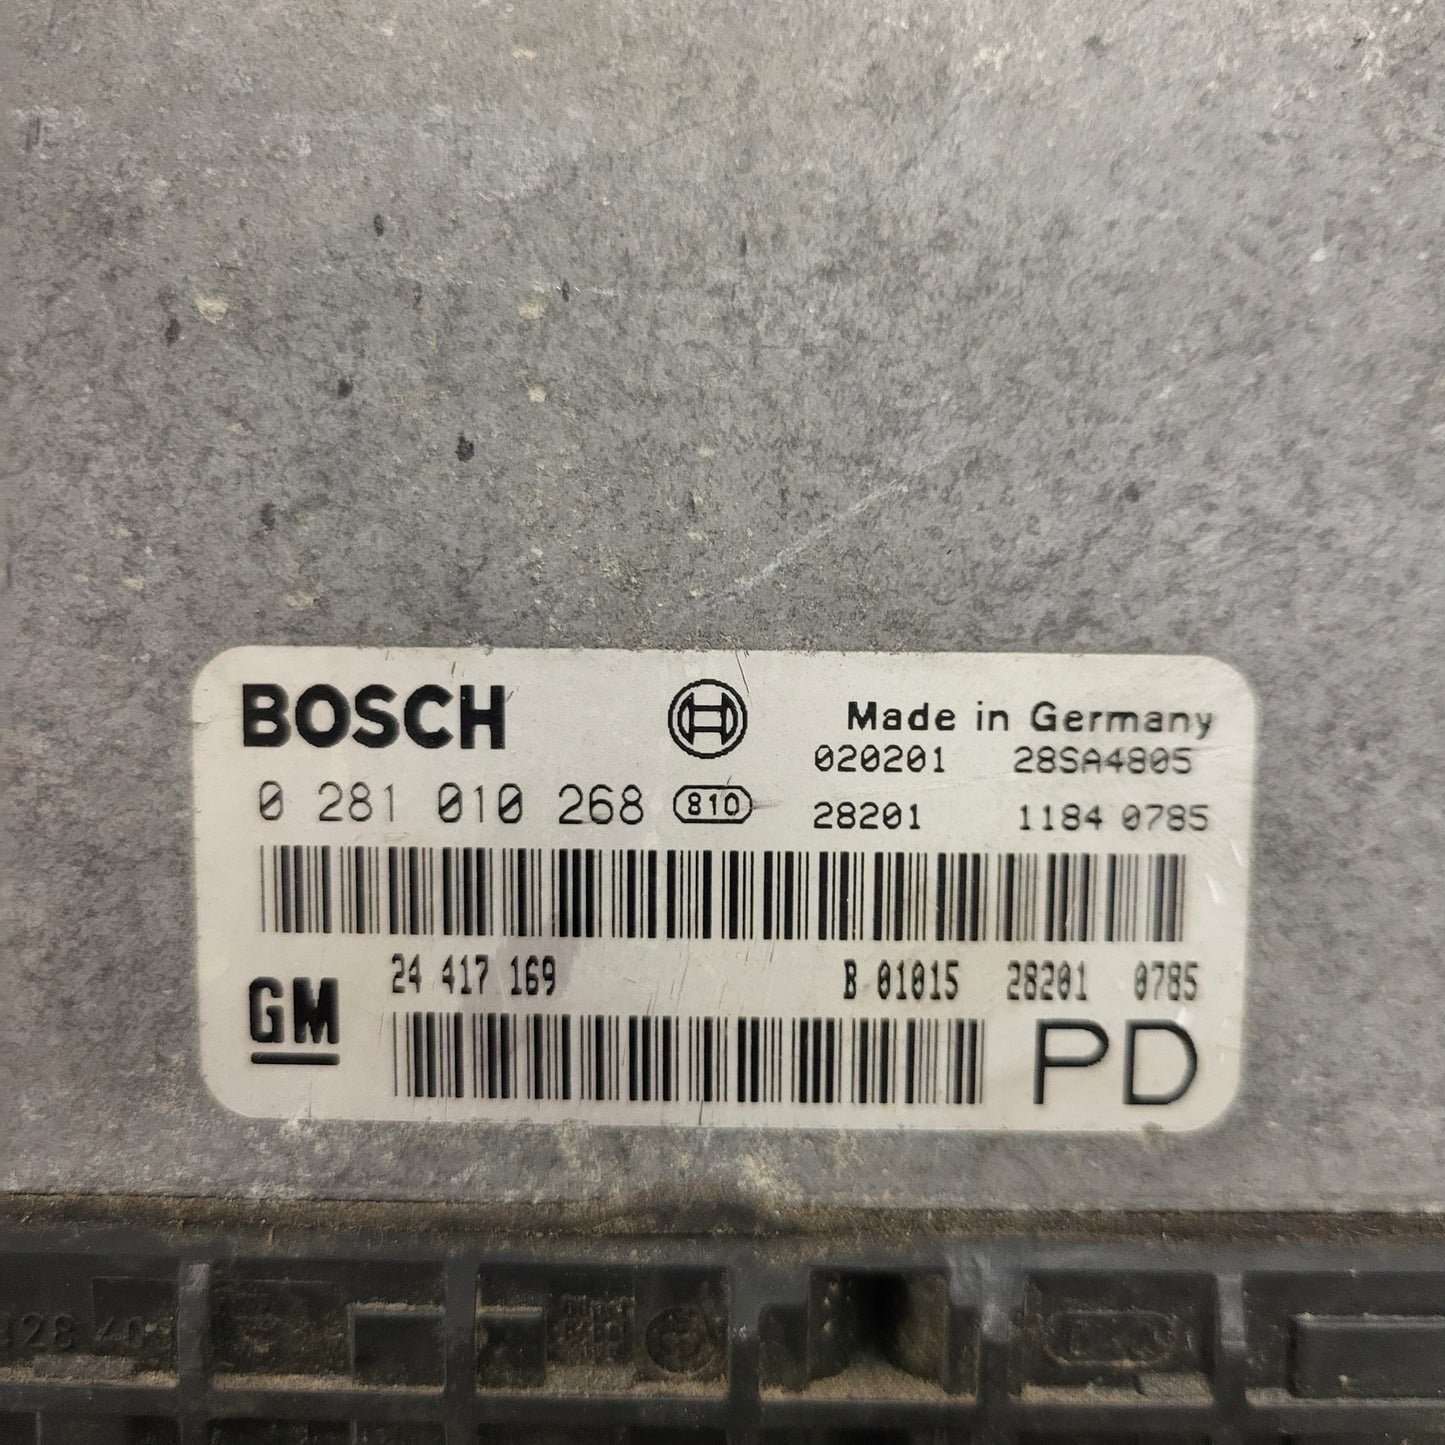 BOSCH
Made in Germany
020201 28SA4805
0 281 010 268 810 28201 1184 0785
24 417 169 B 01015 28201 0785
GM PD